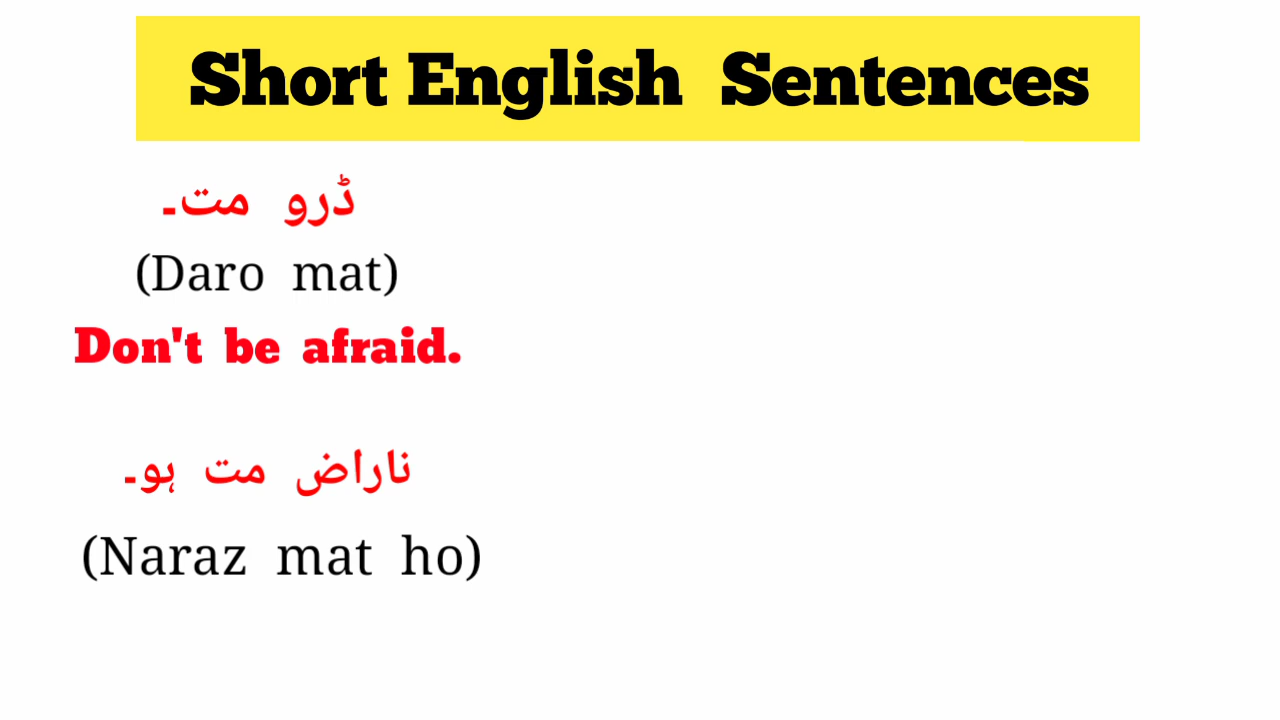 Short English Sentences
ڈرو مت۔
(Daro mat)
Don't be afraid.
ناراض مت ہو۔
(Naraz mat ho)